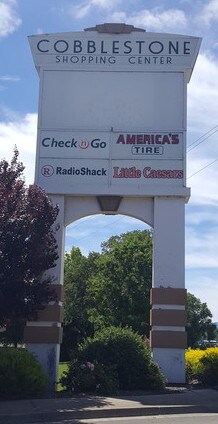 COBBLESTONE
SHOPPING CENTER
Check n Go
AMERICA'S
TIRE
R RadioShack
Little Caesars